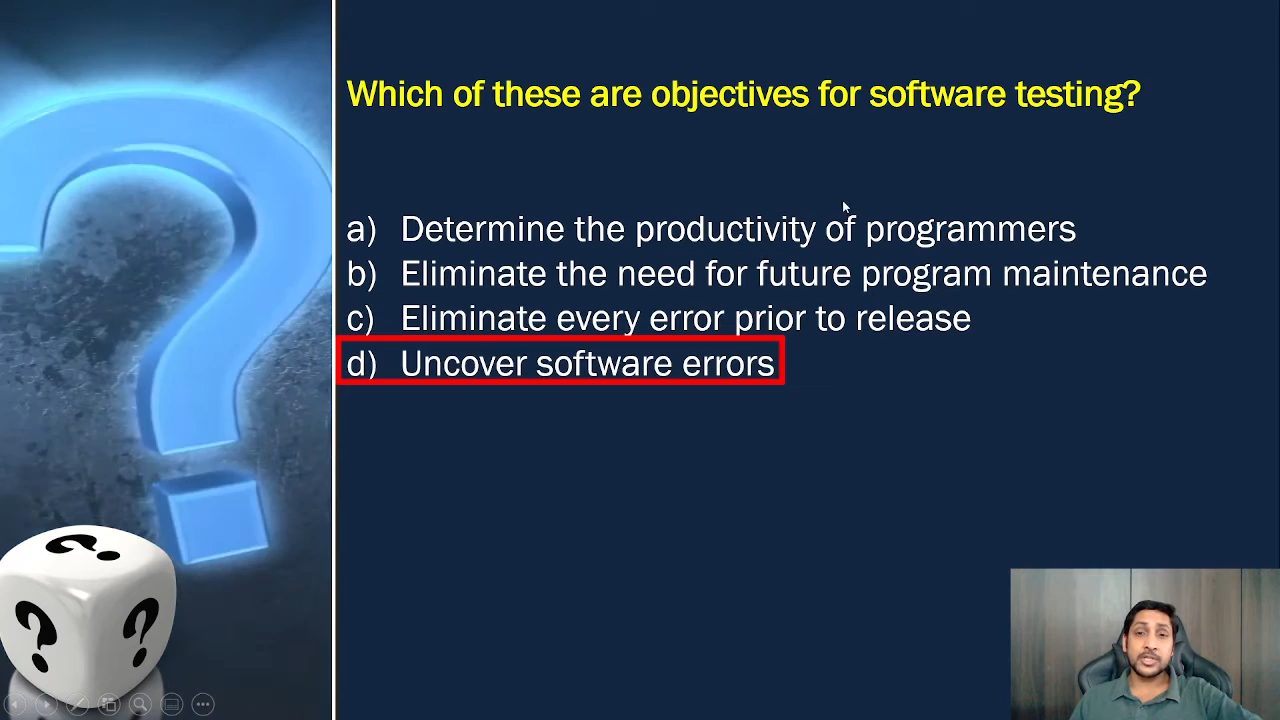 Which of these are objectives for software testing?
a) Determine the productivity of programmers
b) Eliminate the need for future program maintenance
c) Eliminate every error prior to release
d) Uncover software errors